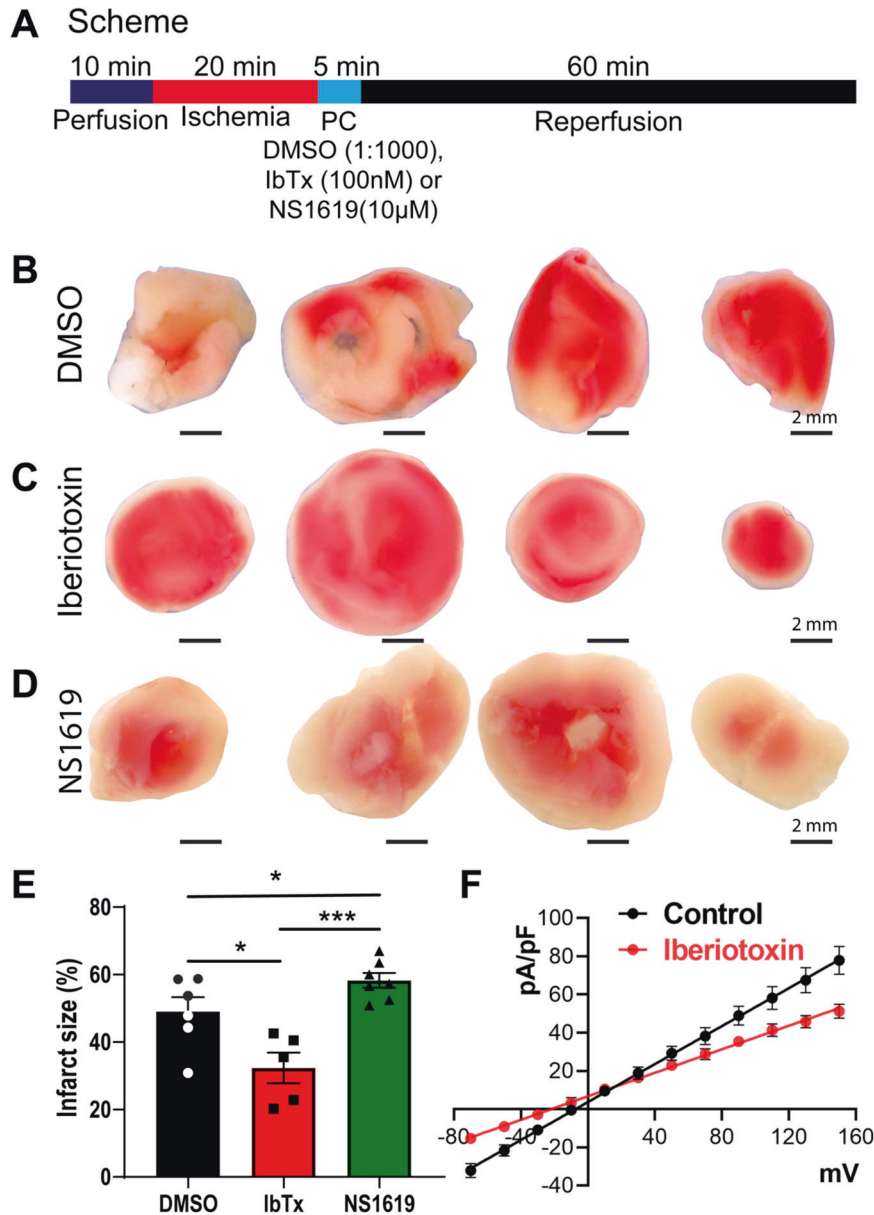 A Scheme
10 min 20 min 5 min 60 min
Perfusion Ischemia PC Reperfusion
DMSO (1:1000),
IbTx (100nM) or
NS1619(10µM)
B
DMSO
2 mm
C
Iberiotoxin
2 mm
D
NS1619
2 mm
E
*
***
*
Infarct size (%)
80
60
40
20
0
DMSO IbTx NS1619
F
Control
Iberiotoxin
pA/pF
100
80
60
40
20
-20
-40
-80 -40 40 80 120 160
mV